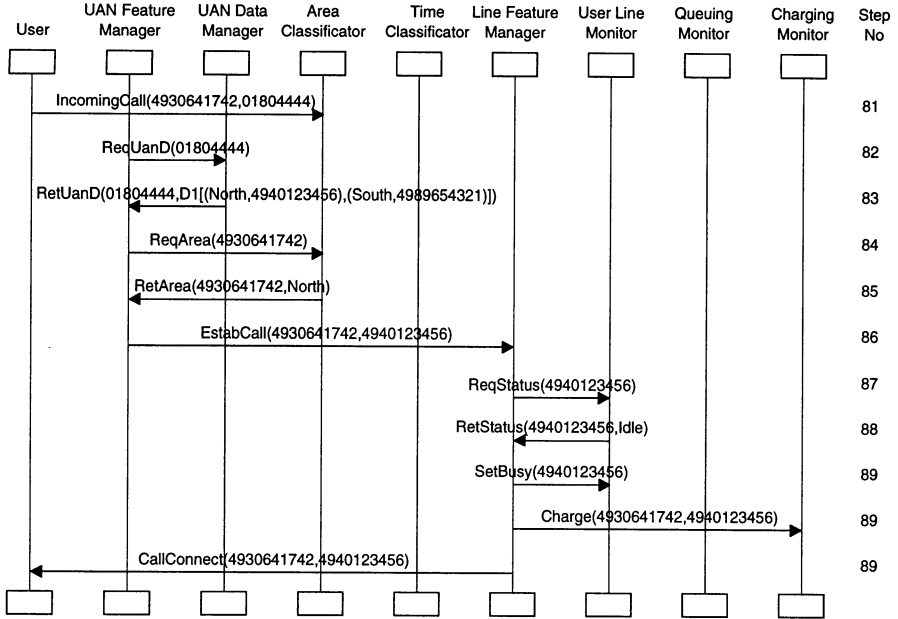 User
UAN Feature
Manager
UAN Data
Manager
Area
Classificator
Time
Classificator
Line Feature
Manager
User Line
Monitor
Queuing
Monitor
Charging
Monitor
Step
No
IncomingCall(4930641742,01804444)
81
ReqUanD(01804444)
82
RetUanD(01804444,D1[(North,4940123456),(South,4989654321)])
83
ReqArea(4930641742)
84
RetArea(4930641742,North)
85
EstabCall(4930641742,4940123456)
86
ReqStatus(4940123456)
87
RetStatus(4940123456,Idle)
88
SetBusy(4940123456)
89
Charge(4930641742,4940123456)
89
CallConnect(4930641742,4940123456)
89